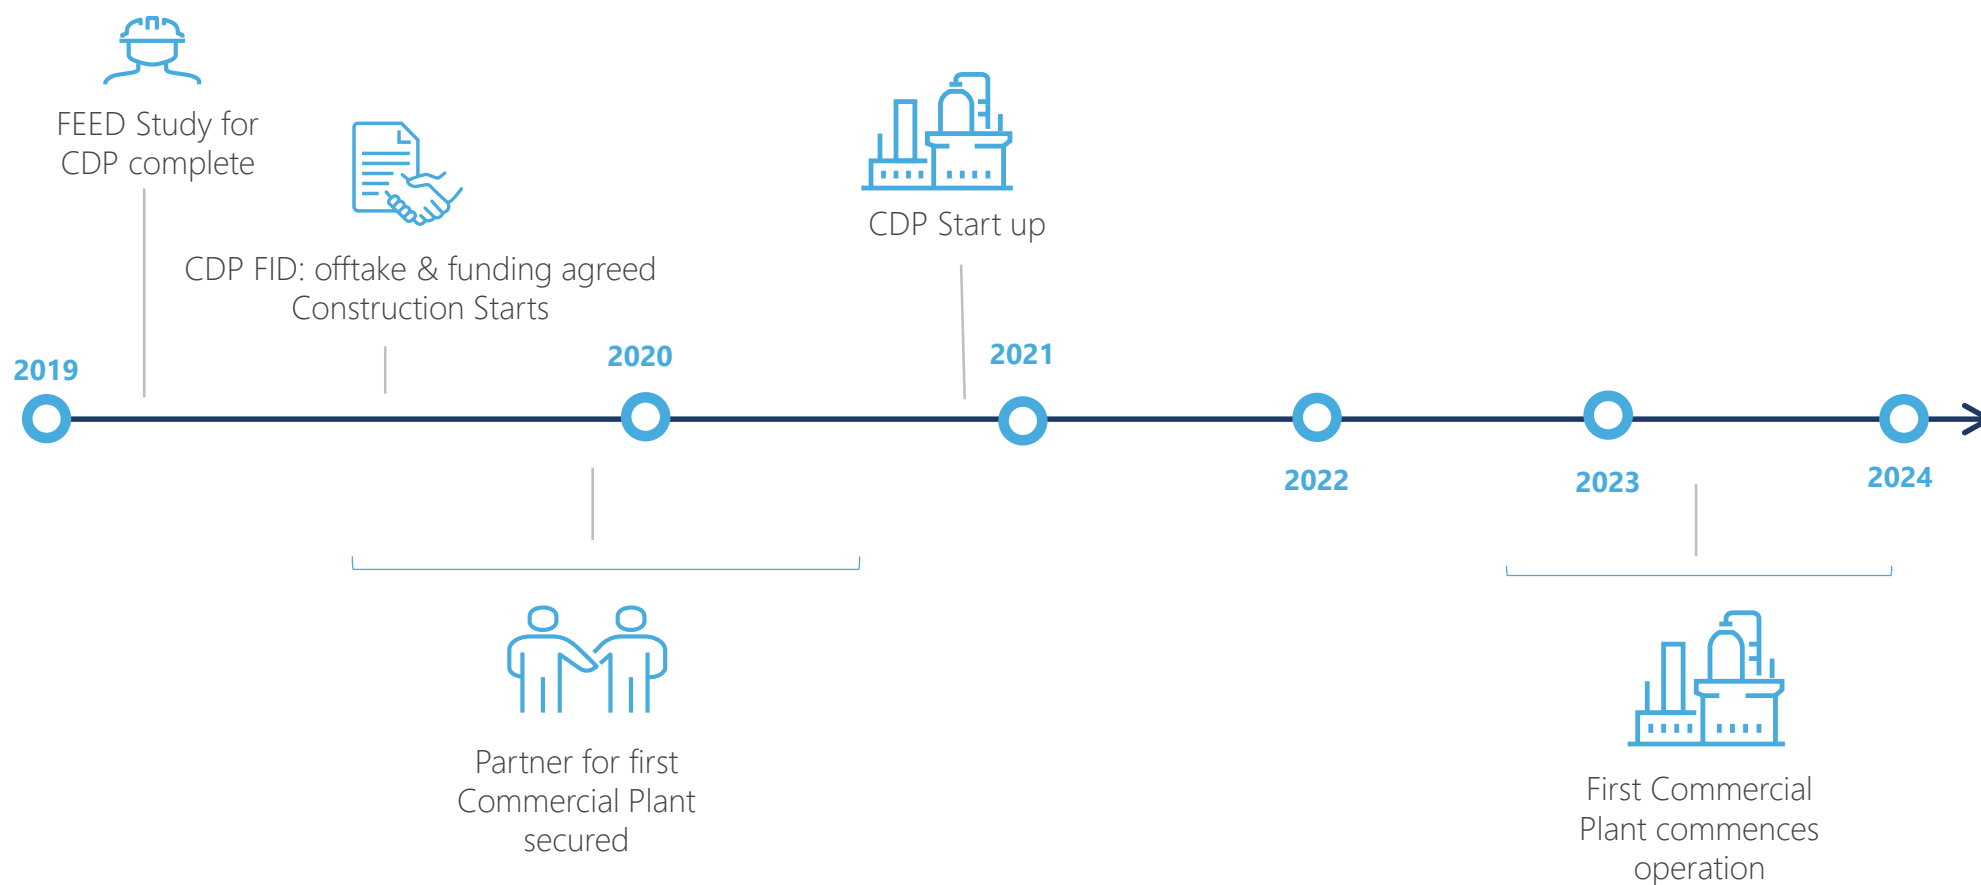 FEED Study for
CDP complete
CDP FID: offtake & funding agreed
Construction Starts
CDP Start up
2019
2020
2021
2022
2023
2024
Partner for first
Commercial Plant
secured
First Commercial
Plant commences
operation